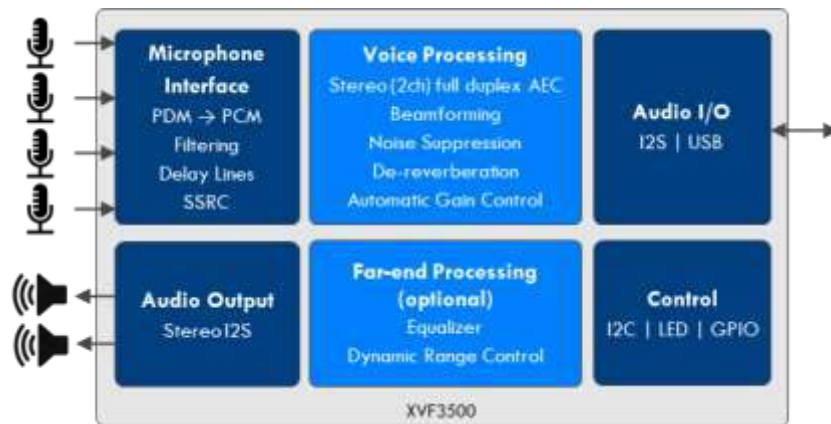 Microphone
Interface
PDM → PCM
Filtering
Delay Lines
SSRC
Voice Processing
Stereo (2ch) full duplex AEC
Beamforming
Noise Suppression
De-reverberation
Automatic Gain Control
Audio I/O
I2S | USB
Audio Output
Stereo I2S
Far-end Processing
(optional)
Equalizer
Dynamic Range Control
Control
I2C | LED | GPIO
XVF3500